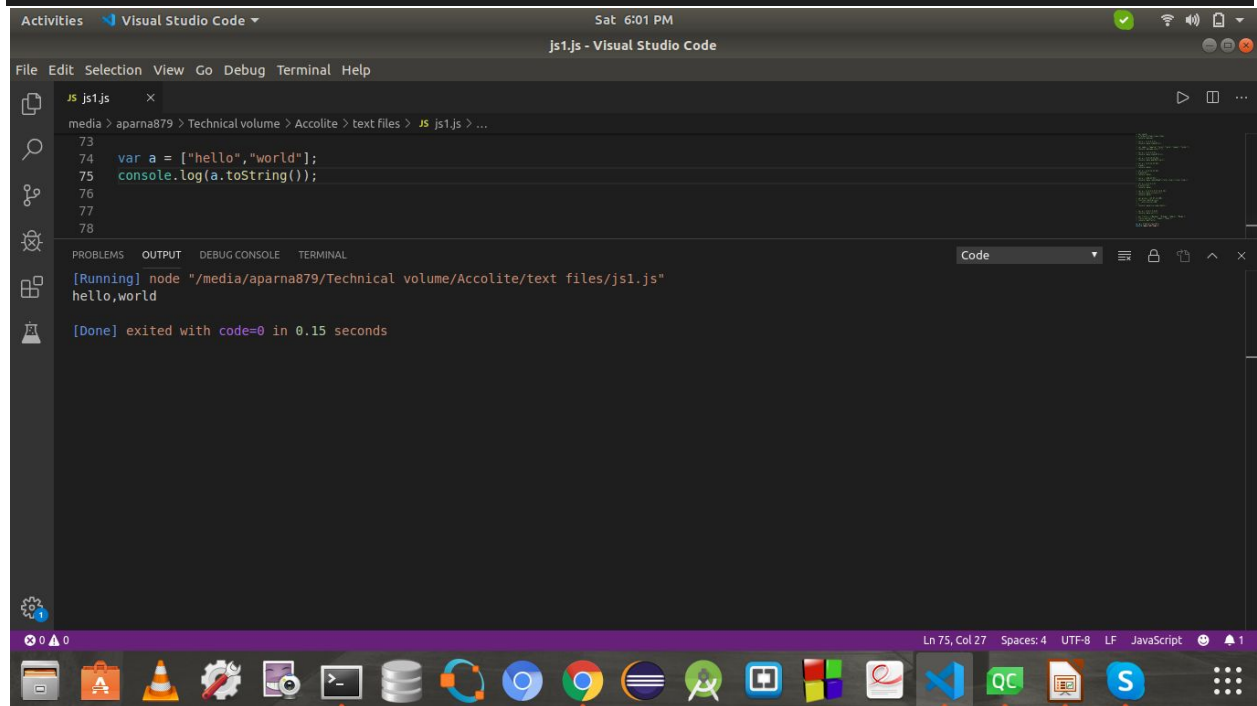 Activities Visual Studio Code Sat 6:01 PM
js1.js - Visual Studio Code
File Edit Selection View Go Debug Terminal Help
JS js1.js
media > aparna879 > Technical volume > Accolite > text files > JS js1.js > ...
73
74 var a = ["hello","world"];
75 console.log(a.toString());
76
77
78
PROBLEMS OUTPUT DEBUG CONSOLE TERMINAL Code
[Running] node "/media/aparna879/Technical volume/Accolite/text files/js1.js"
hello,world
[Done] exited with code=0 in 0.15 seconds
1
0 0 Ln 75, Col 27 Spaces: 4 UTF-8 LF JavaScript 1
A >_ QC S